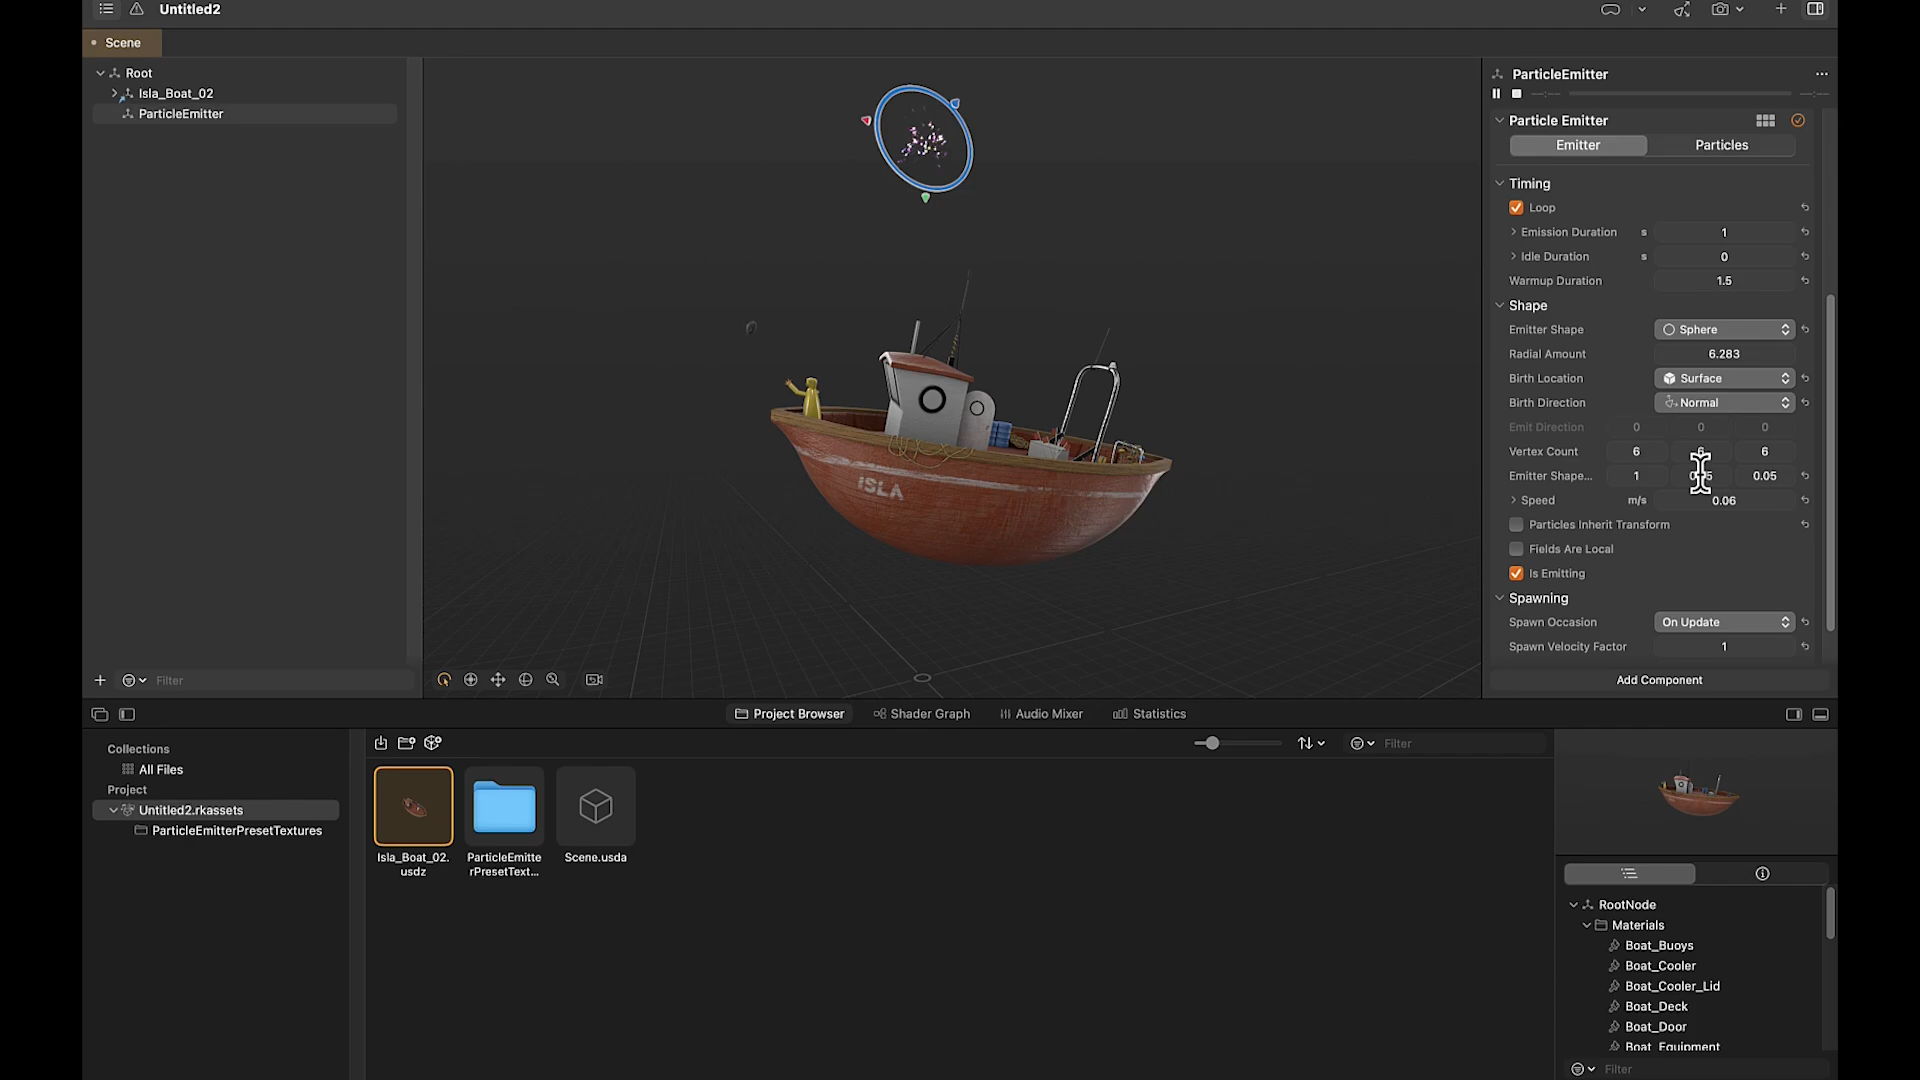 Untitled2
Scene
Root
Isla_Boat_02
ParticleEmitter
Filter
ISLA
ParticleEmitter
Particle Emitter
Emitter
Particles
Timing
Loop
Emission Duration s 1
Idle Duration s 0
Warmup Duration 1.5
Shape
Emitter Shape Sphere
Radial Amount 6.283
Birth Location Surface
Birth Direction Normal
Emit Direction 0 0 0
Vertex Count 6 6 6
Emitter Shape... 1 0.05
Speed m/s 0.06
Particles Inherit Transform
Fields Are Local
Is Emitting
Spawning
Spawn Occasion On Update
Spawn Velocity Factor 1
Add Component
Project Browser
Shader Graph
Audio Mixer
Statistics
Collections
All Files
Project
Untitled2.rkassets
ParticleEmitterPresetTextures
Filter
Isla_Boat_02.
usdz
ParticleEmitte
rPresetText...
Scene.usda
RootNode
Materials
Boat_Buoys
Boat_Cooler
Boat_Cooler_Lid
Boat_Deck
Boat_Door
Boat_Equipment
Filter